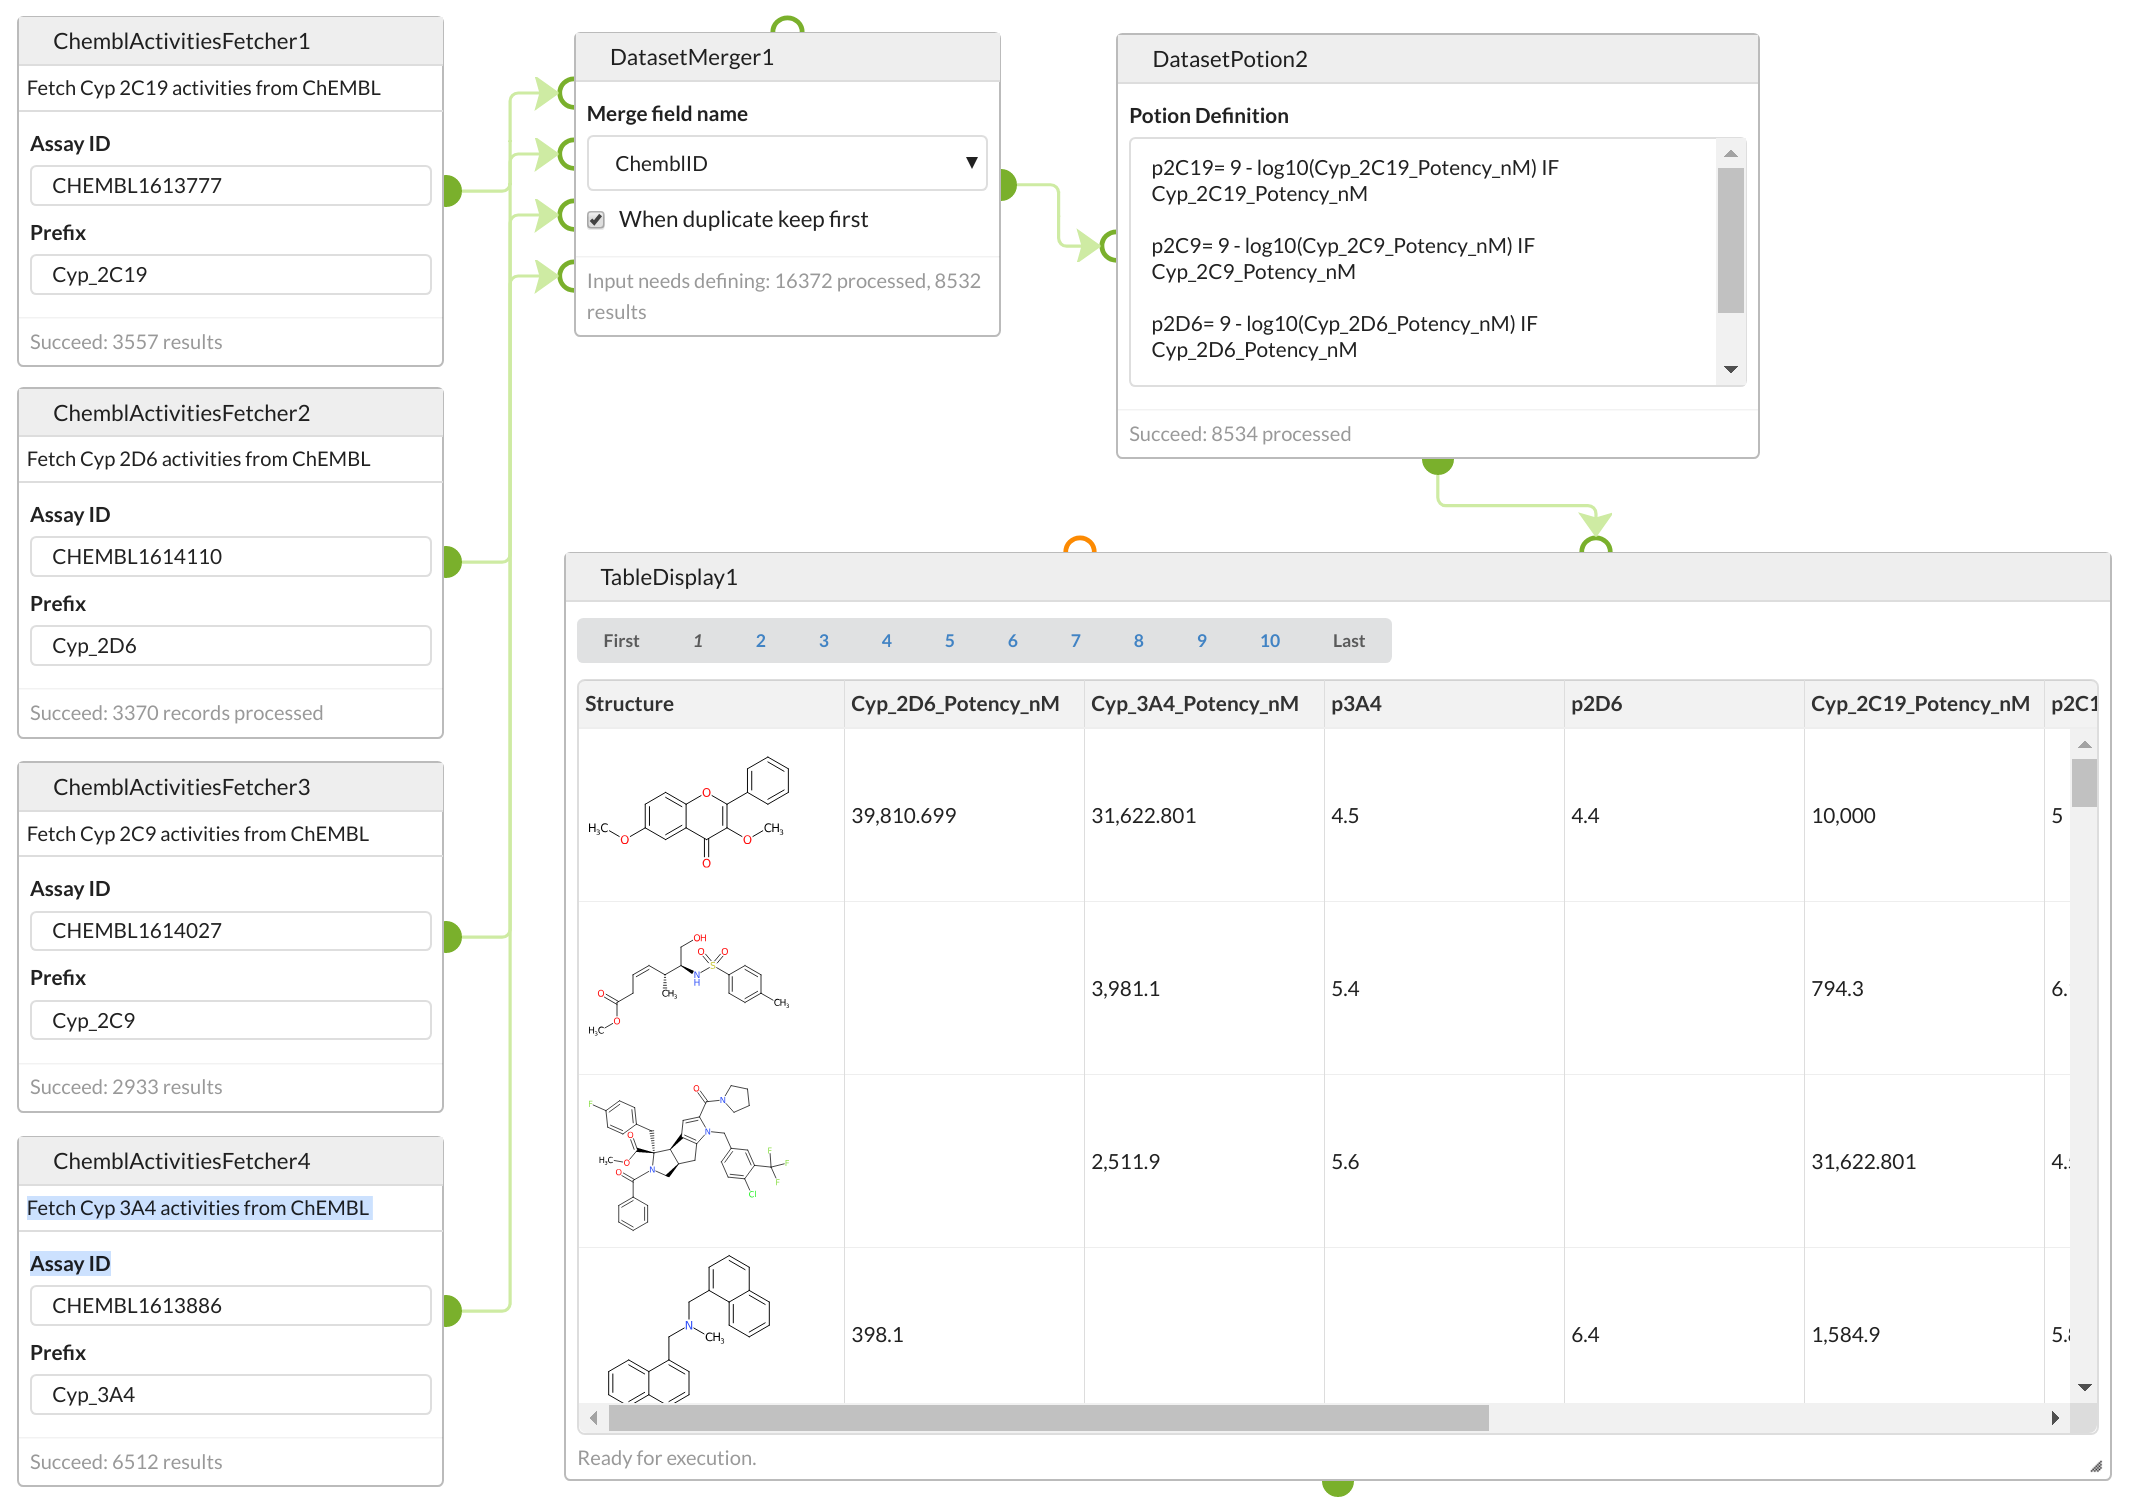 ChemblActivitiesFetcher1
Fetch Cyp 2C19 activities from ChEMBL
Assay ID
CHEMBL1613777
Prefix
Cyp_2C19
Succeed: 3557 results
ChemblActivitiesFetcher2
Fetch Cyp 2D6 activities from ChEMBL
Assay ID
CHEMBL1614110
Prefix
Cyp_2D6
Succeed: 3370 records processed
ChemblActivitiesFetcher3
Fetch Cyp 2C9 activities from ChEMBL
Assay ID
CHEMBL1614027
Prefix
Cyp_2C9
Succeed: 2933 results
ChemblActivitiesFetcher4
Fetch Cyp 3A4 activities from ChEMBL
Assay ID
CHEMBL1613886
Prefix
Cyp_3A4
Succeed: 6512 results
DatasetMerger1
Merge field name
ChemblID
When duplicate keep first
Input needs defining: 16372 processed, 8532
results
DatasetPotion2
Potion Definition
p2C19= 9 - log10(Cyp_2C19_Potency_nM) IF
Cyp_2C19_Potency_nM
p2C9= 9 - log10(Cyp_2C9_Potency_nM) IF
Cyp_2C9_Potency_nM
p2D6= 9 - log10(Cyp_2D6_Potency_nM) IF
Cyp_2D6_Potency_nM
Succeed: 8534 processed
TableDisplay1
First 1 2 3 4 5 6 7 8 9 10 Last
Structure Cyp_2D6_Potency_nM Cyp_3A4_Potency_nM p3A4 p2D6 Cyp_2C19_Potency_nM p2C1
O
H₃C O O CH₃
O
39,810.699 31,622.801 4.5 4.4 10,000 5
OH
O O
S
N
H
CH₃
O
CH₃
O
H₃C
3,981.1 5.4 794.3 6.
O
N
F
O
N
H₃C O
N
O
F
F
F
Cl
2,511.9 5.6 31,622.801 4.
N
CH₃
398.1 6.4 1,584.9 5.
Ready for execution.